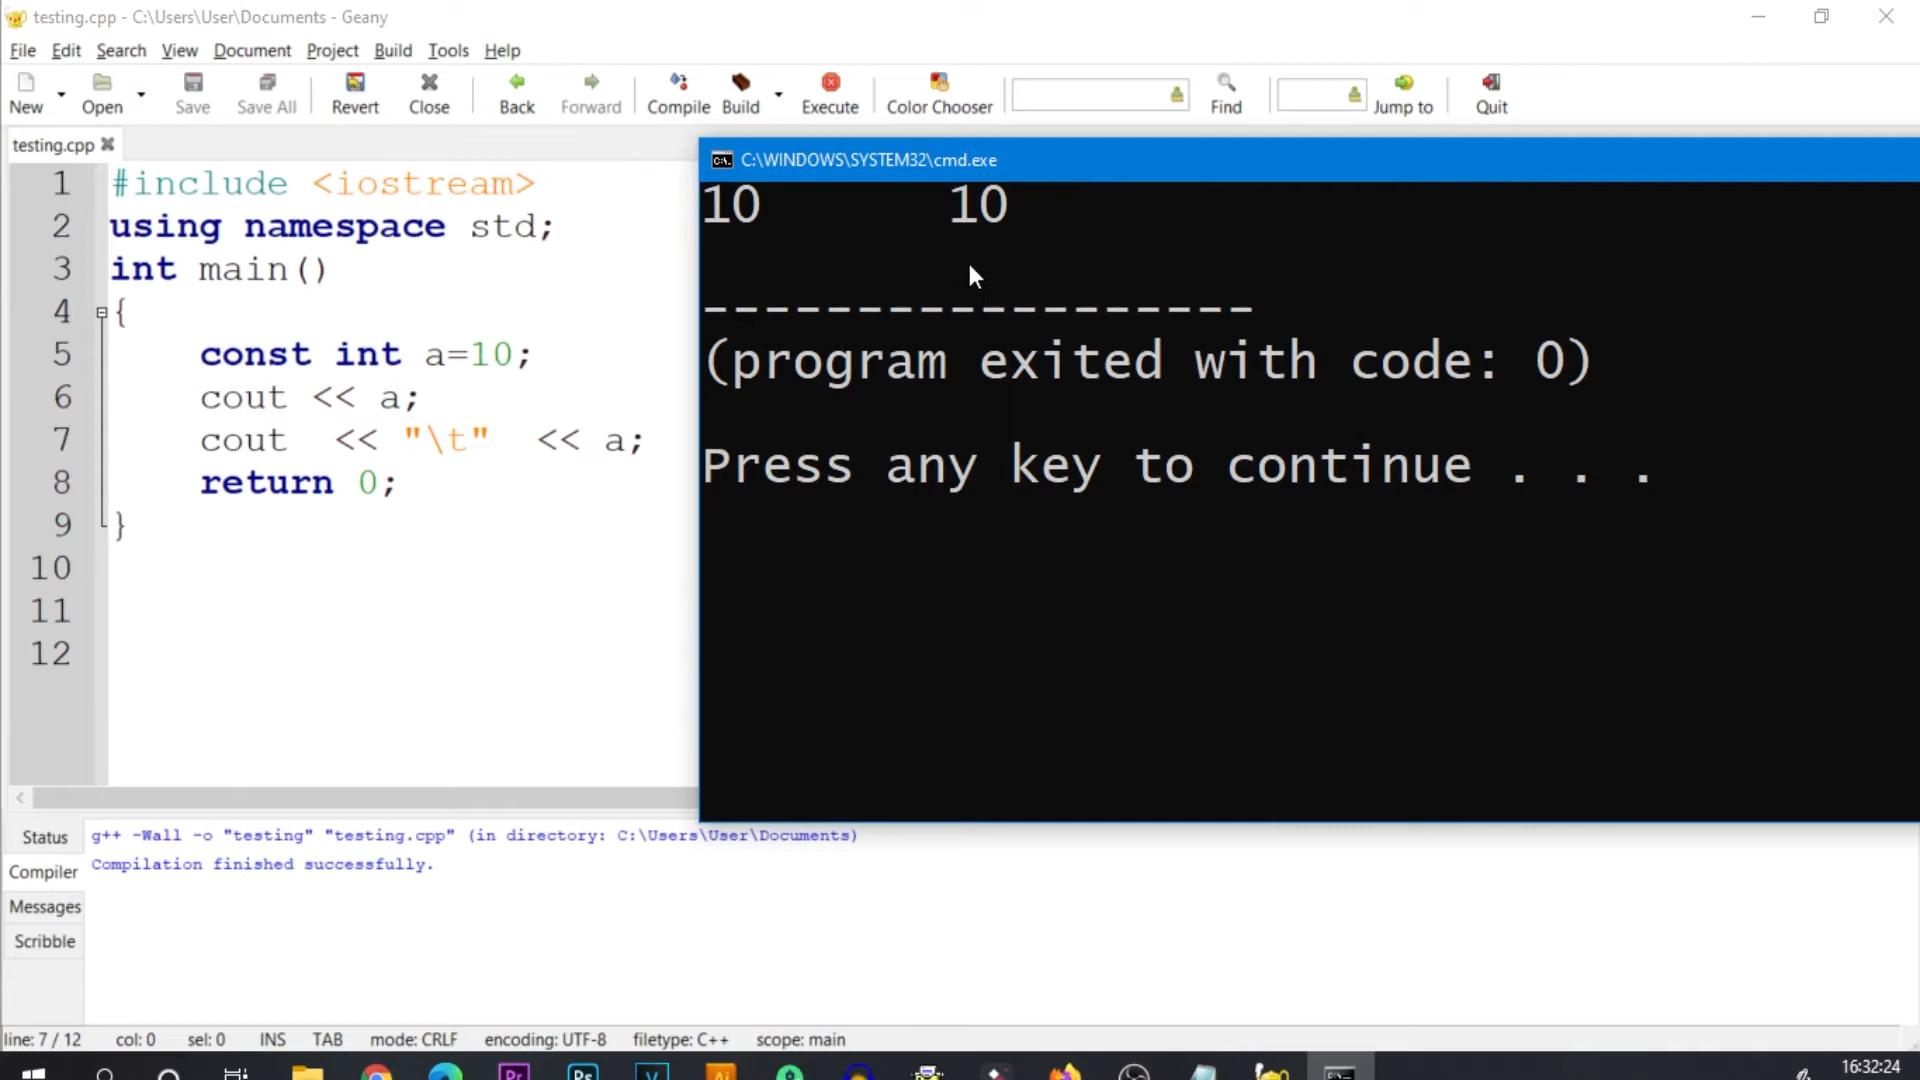 testing.cpp - C:\Users\User\Documents - Geany
File Edit Search View Document Project Build Tools Help
New Open Save Save All Revert Close Back Forward Compile Build Execute Color Chooser Find Jump to Quit
testing.cpp
1 #include <iostream>
2 using namespace std;
3 int main()
4 {
5 const int a=10;
6 cout << a;
7 cout << "\t" << a;
8 return 0;
9 }
10
11
12
C:\WINDOWS\SYSTEM32\cmd.exe
10 10
------------------
(program exited with code: 0)
Press any key to continue . . .
Status
Compiler
Messages
Scribble
g++ -Wall -o "testing" "testing.cpp" (in directory: C:\Users\User\Documents)
Compilation finished successfully.
line: 7 / 12 col: 0 sel: 0 INS TAB mode: CRLF encoding: UTF-8 filetype: C++ scope: main
Pr Ps V Ai
16:32:24